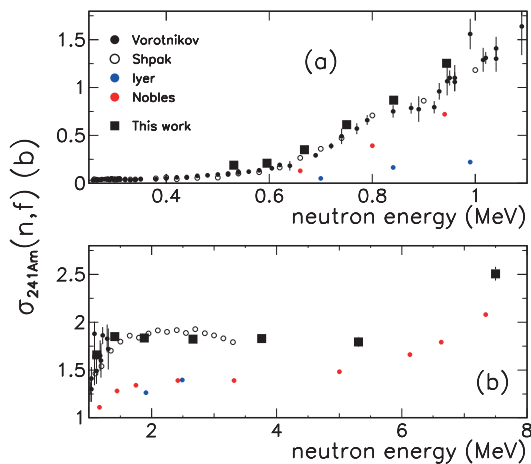 σ241Am(n,f) (b)
1.5
1
0.5
0
Vorotnikov
Shpak
Iyer
Nobles
This work
(a)
0.4 0.6 0.8 1
neutron energy (MeV)
2.5
2
1.5
1
(b)
2 4 6 8
neutron energy (MeV)